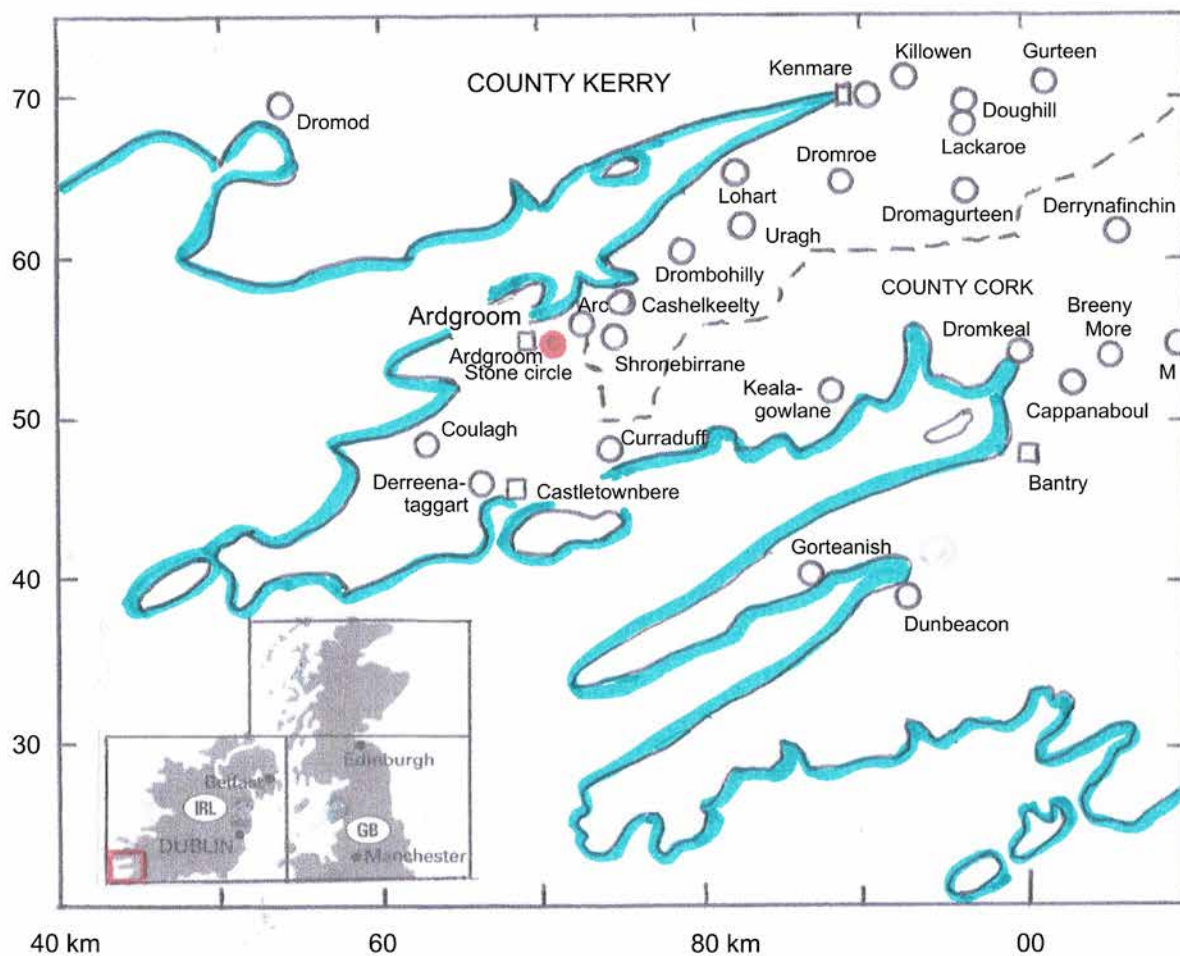 Killowen
Gurteen
Kenmare
COUNTY KERRY
70
Doughill
Dromod
Lackaroe
Dromroe
Lohart
Dromagurteen
Derrynafinchin
Uragh
60
Drombohilly
COUNTY CORK
Arc
Cashelkeelty
Ardgroom
Breeny
More
Dromkeal
Ardgroom
Stone circle
Shronebirrane
M
Keala-
gowlane
Cappanaboul
50
Coulagh
Curraduff
Derreena-
taggart
Castletownbere
Bantry
Gorteanish
40
Dunbeacon
30
Edinburgh
Belfast
IRL
GB
DUBLIN
Manchester
40 km
60
80 km
00